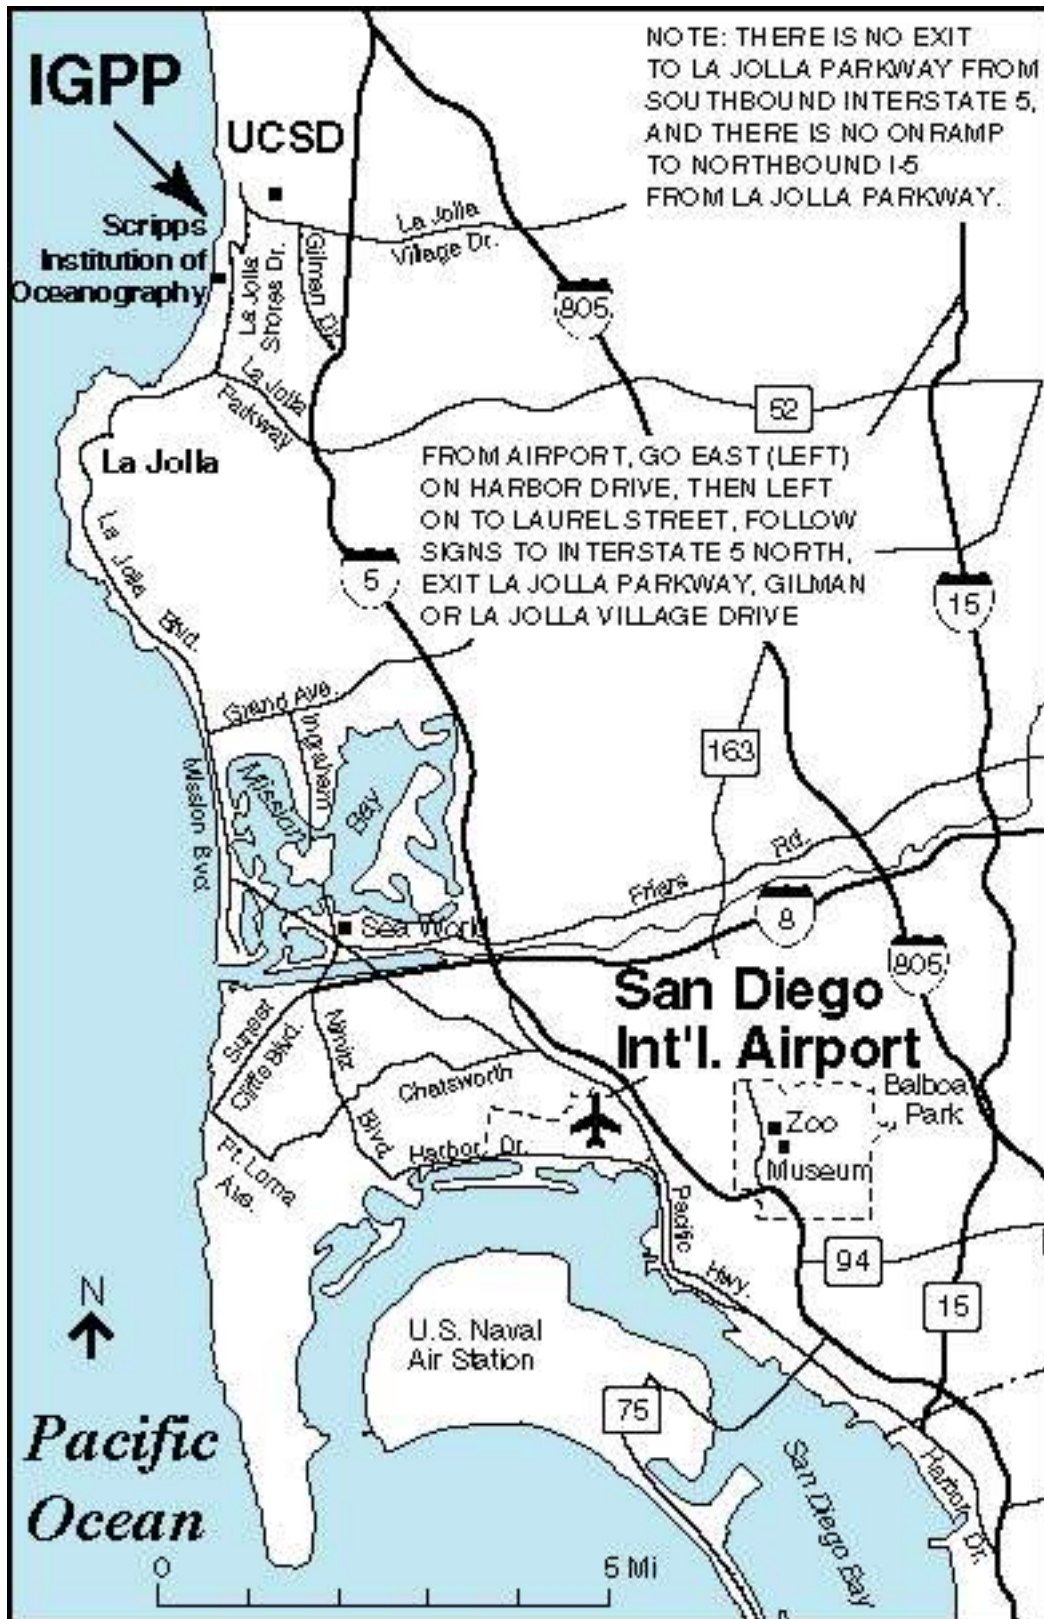 IGPP
UCSD
NOTE: THERE IS NO EXIT
TO LA JOLLA PARKWAY FROM
SOUTHBOUND INTERSTATE 5,
AND THERE IS NO ONRAMP
TO NORTHBOUND I-5
FROM LA JOLLA PARKWAY.
Scripps
Institution of
Oceanography
La Jolla
Shores Dr.
Gilman Dr.
La Jolla
Village Dr.
805
La Jolla
Parkway
52
La Jolla
FROM AIRPORT, GO EAST (LEFT)
ON HARBOR DRIVE, THEN LEFT
ON TO LAUREL STREET, FOLLOW
SIGNS TO INTERSTATE 5 NORTH,
EXIT LA JOLLA PARKWAY, GILMAN
OR LA JOLLA VILLAGE DRIVE
5
15
La Jolla Blvd.
Grand Ave.
Ingraham
163
Mission Blvd.
Mission
Bay
Friars Rd.
8
Sea World
805
San Diego
Int'l. Airport
Sunset
Cliffs Blvd.
Nimitz
Blvd.
Chatsworth
Balboa
Park
Zoo
Museum
Harbor Dr.
Pt. Loma
Ave.
Pacific
Hwy.
94
N
15
U.S. Naval
Air Station
75
Pacific
Ocean
San Diego Bay
Harbor Dr.
0
5 Mi